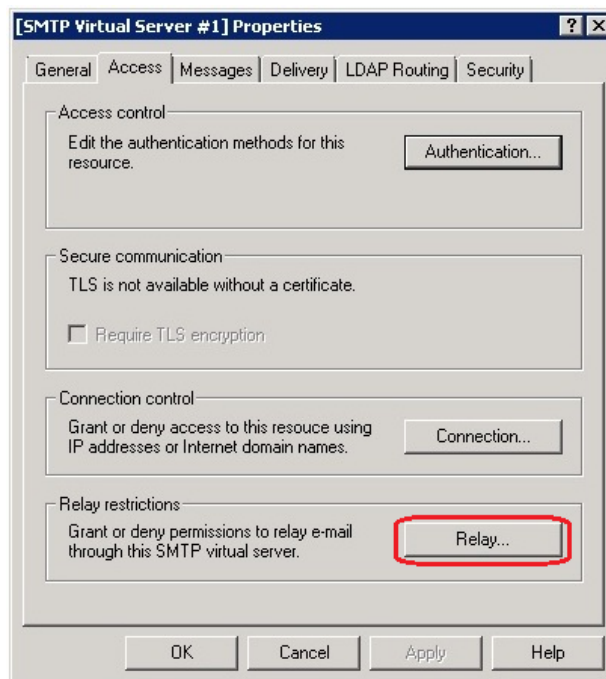 [SMTP Virtual Server #1] Properties
General Access Messages Delivery LDAP Routing Security
Access control
Edit the authentication methods for this
resource.
Authentication...
Secure communication
TLS is not available without a certificate.
Require TLS encryption
Connection control
Grant or deny access to this resouce using
IP addresses or Internet domain names.
Connection...
Relay restrictions
Grant or deny permissions to relay e-mail
through this SMTP virtual server.
Relay...
OK Cancel Apply Help